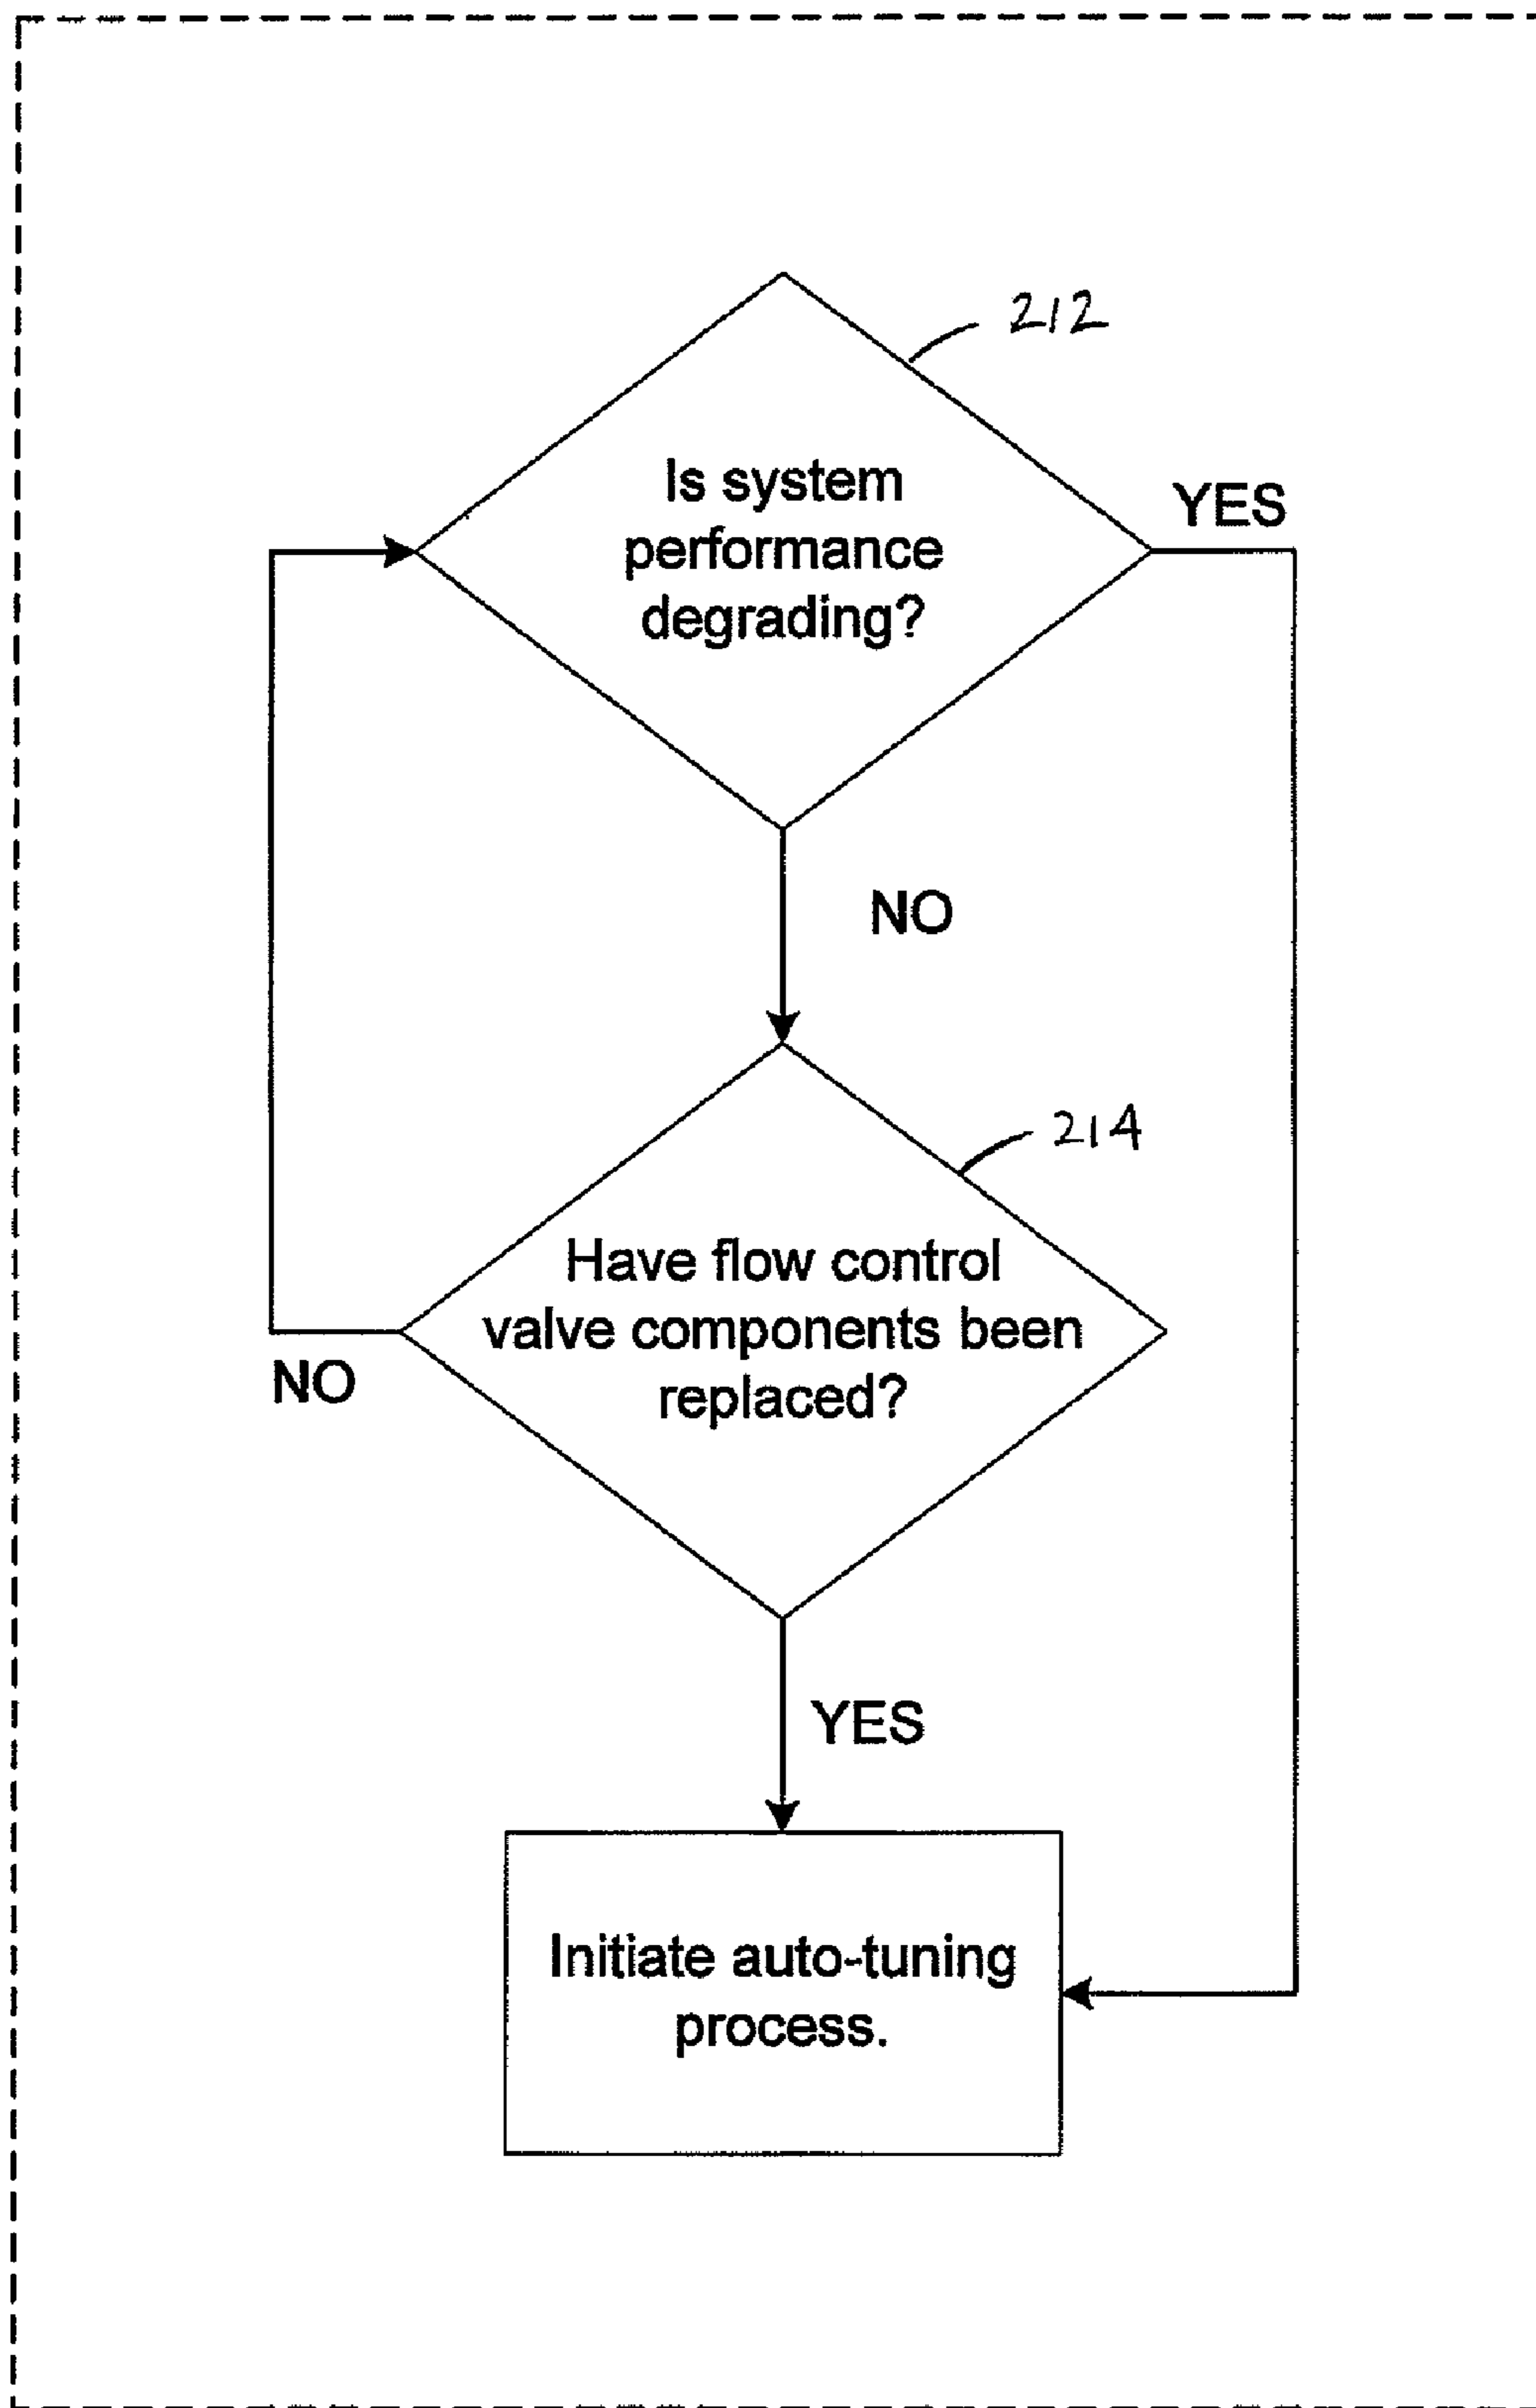 212
Is system
performance
degrading?
YES
NO
214
Have flow control
valve components been
replaced?
NO
YES
Initiate auto-tuning
process.